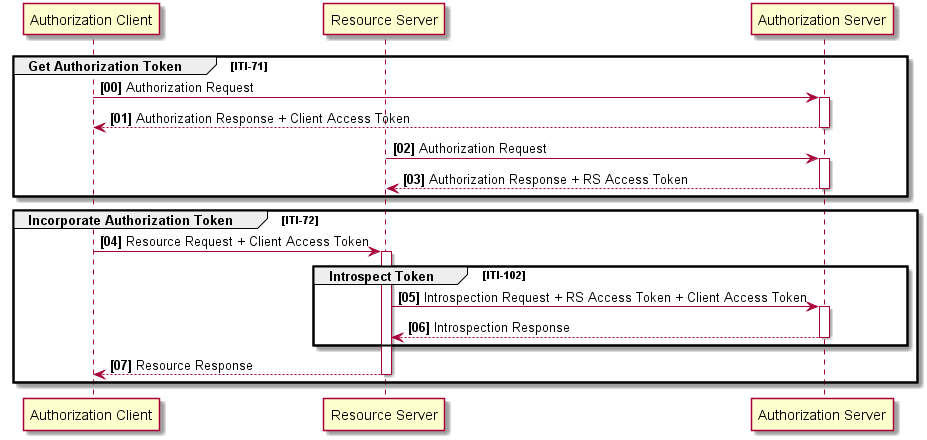 Authorization Client
Resource Server
Authorization Server
Get Authorization Token
[ITI-71]
[00] Authorization Request
[01] Authorization Response + Client Access Token
[02] Authorization Request
[03] Authorization Response + RS Access Token
Incorporate Authorization Token
[ITI-72]
[04] Resource Request + Client Access Token
Introspect Token
[ITI-102]
[05] Introspection Request + RS Access Token + Client Access Token
[06] Introspection Response
[07] Resource Response
Authorization Client
Resource Server
Authorization Server